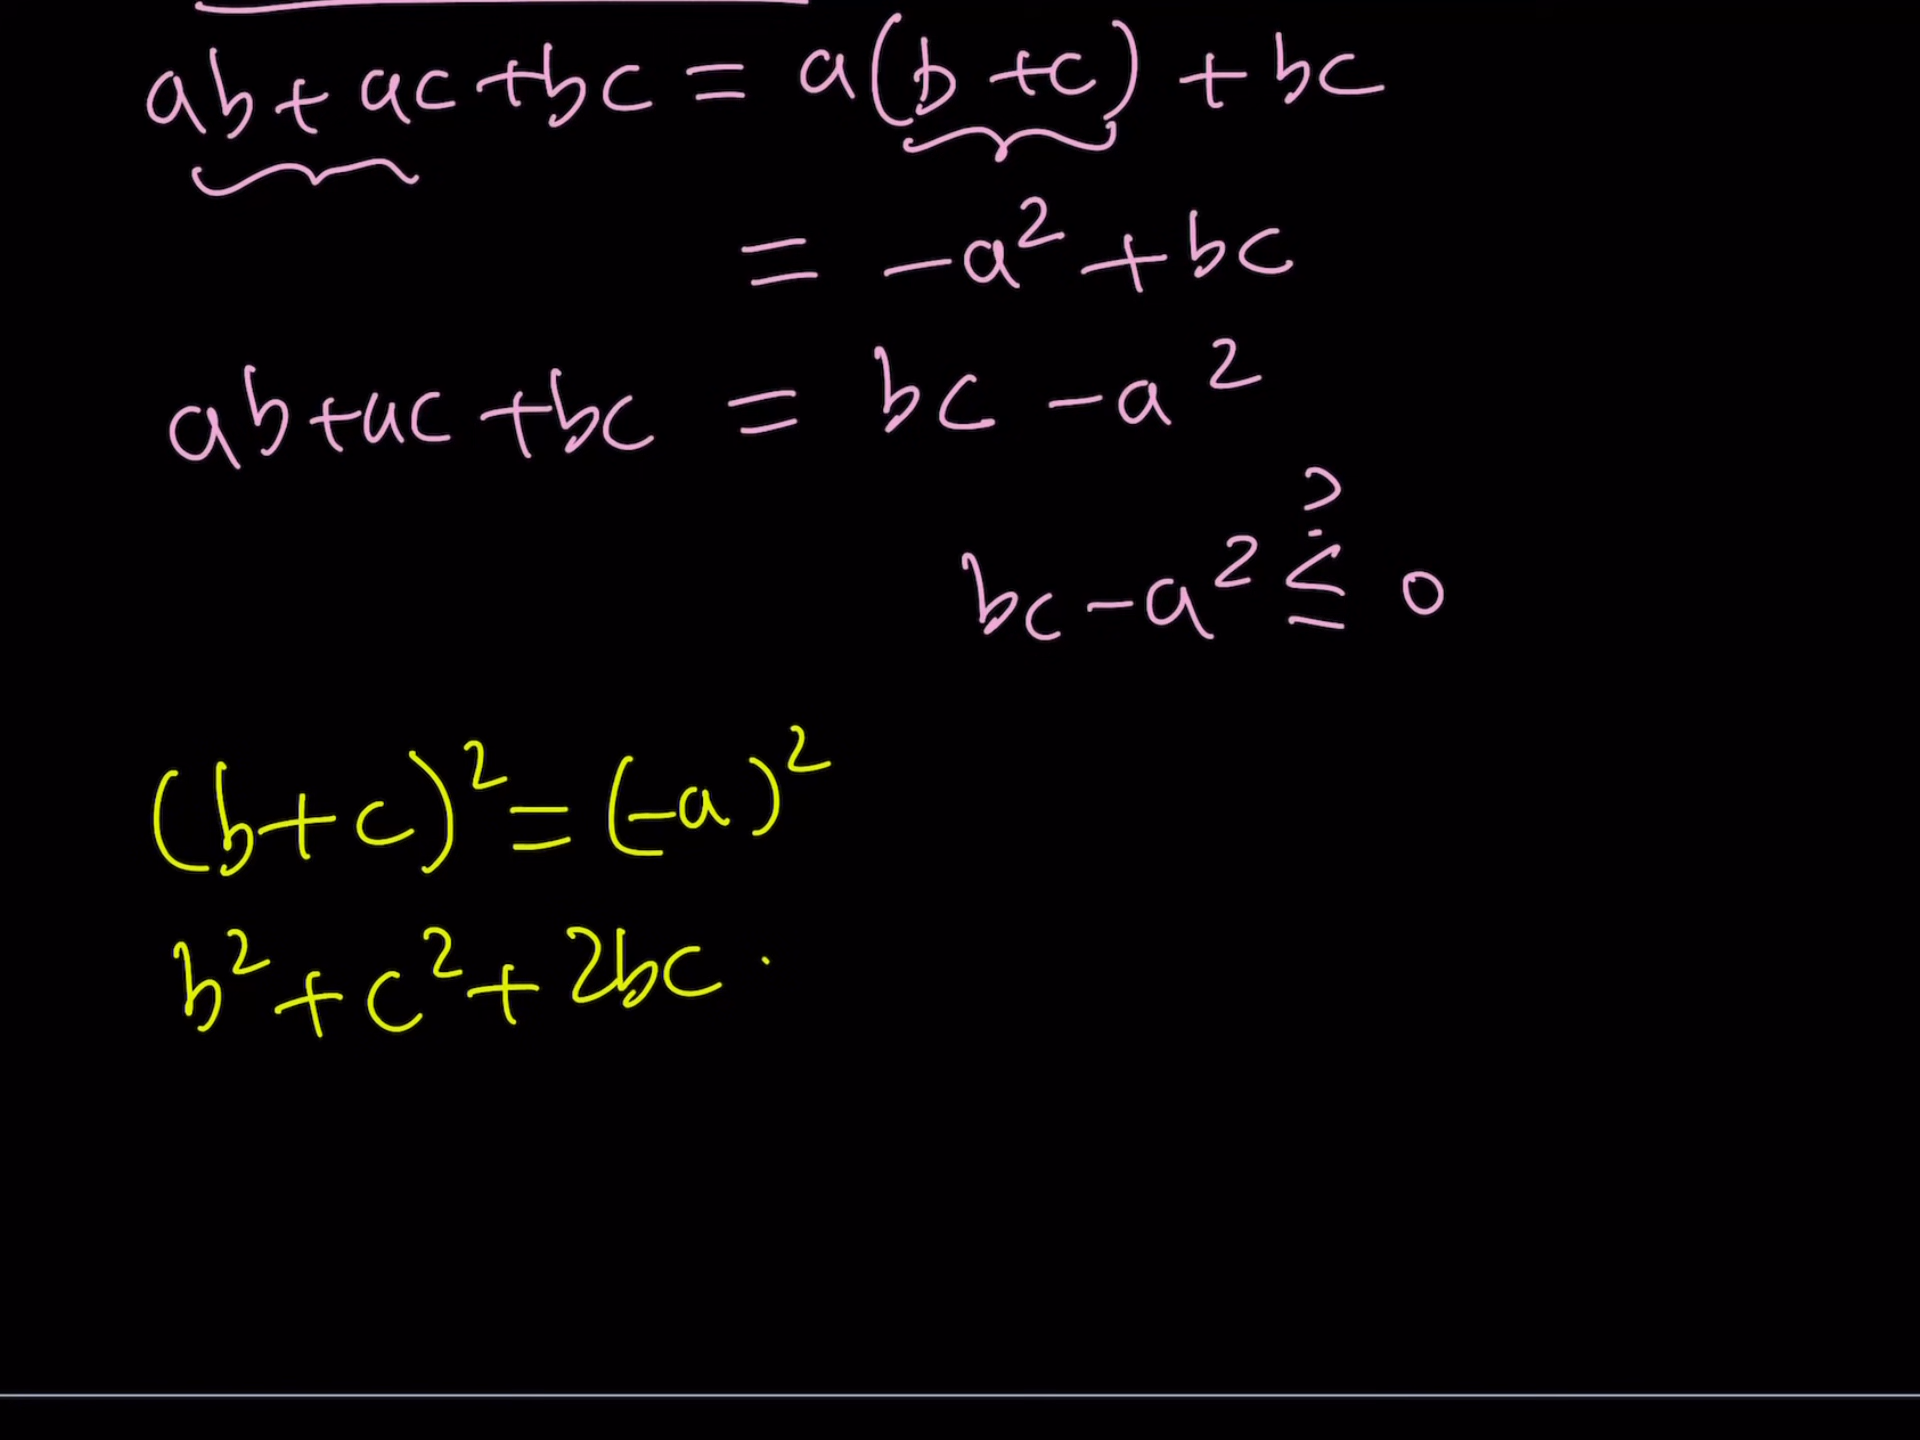 ab + ac + bc = a(b + c) + bc
= -a² + bc
ab + ac + bc = bc - a²
?
bc - a² ≤ 0
(b + c)² = (-a)²
b² + c² + 2bc .